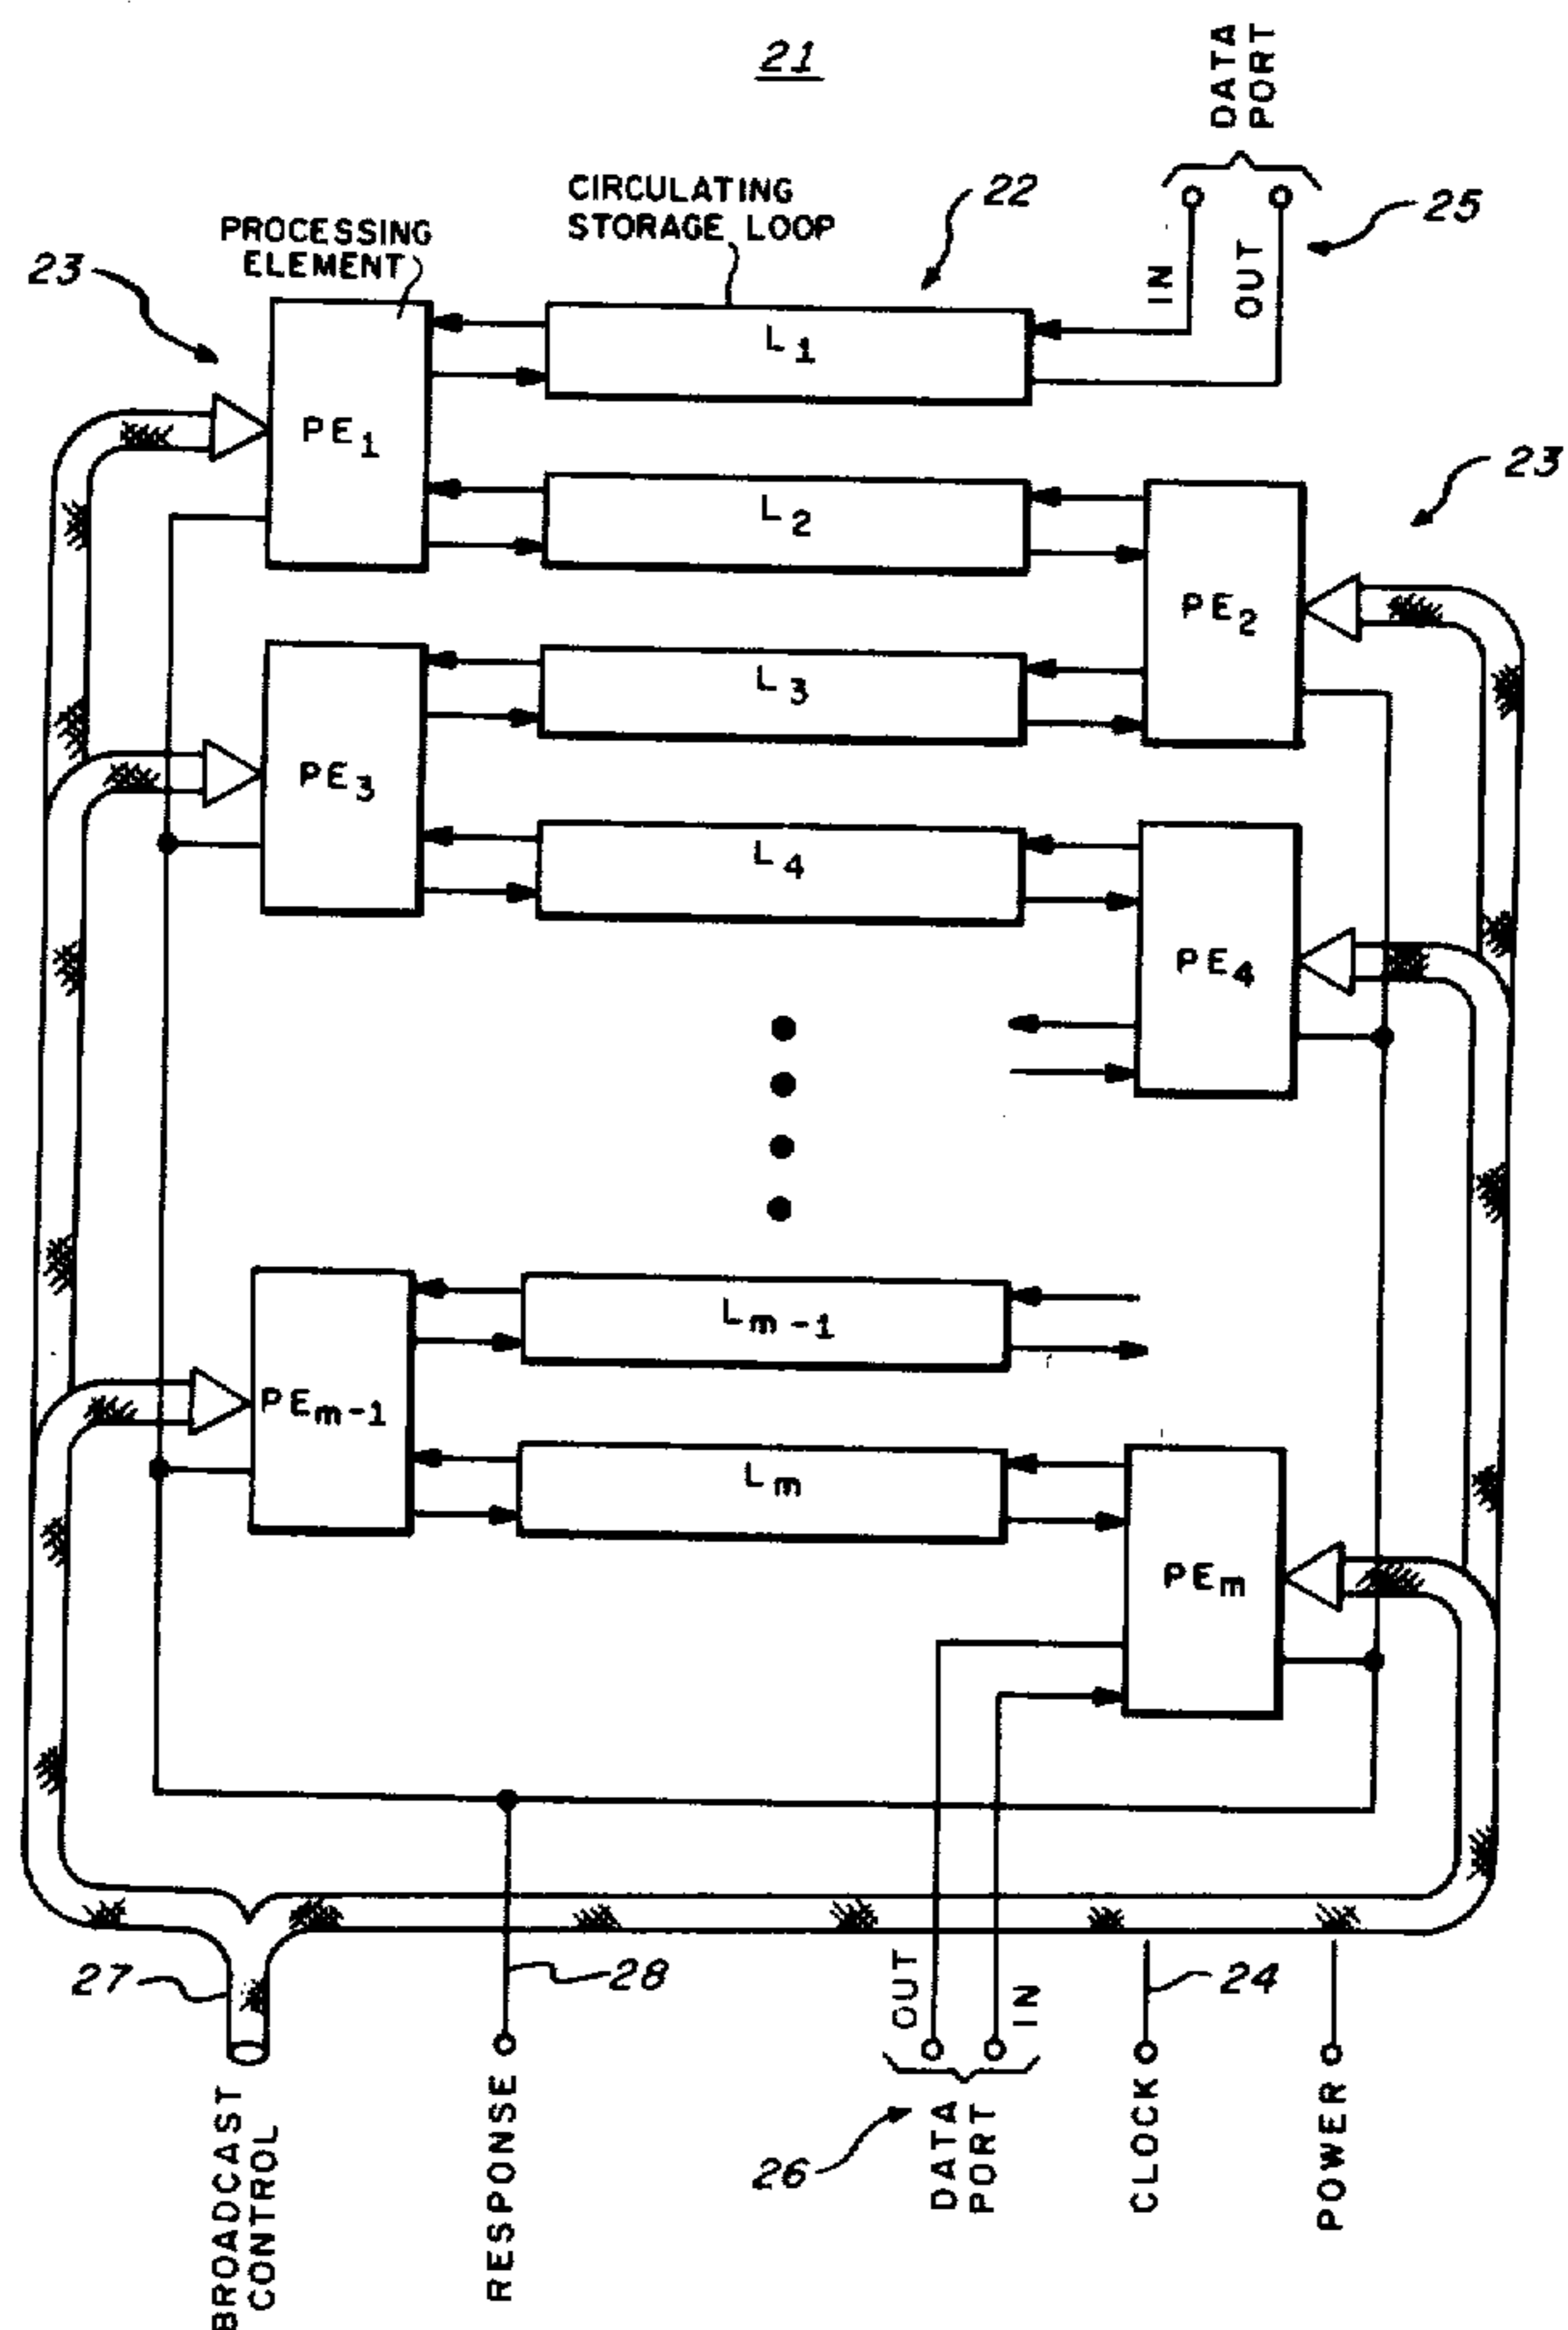 21
DATA
PORT
CIRCULATING
STORAGE LOOP
22
PROCESSING
ELEMENT
25
23
IN
OUT
L1
PE1
23
L2
PE2
L3
PE3
L4
PE4
Lm-1
PEm-1
Lm
PEm
27
28
OUT
IN
24
BROADCAST
CONTROL
RESPONSE
26
DATA
PORT
CLOCK
POWER